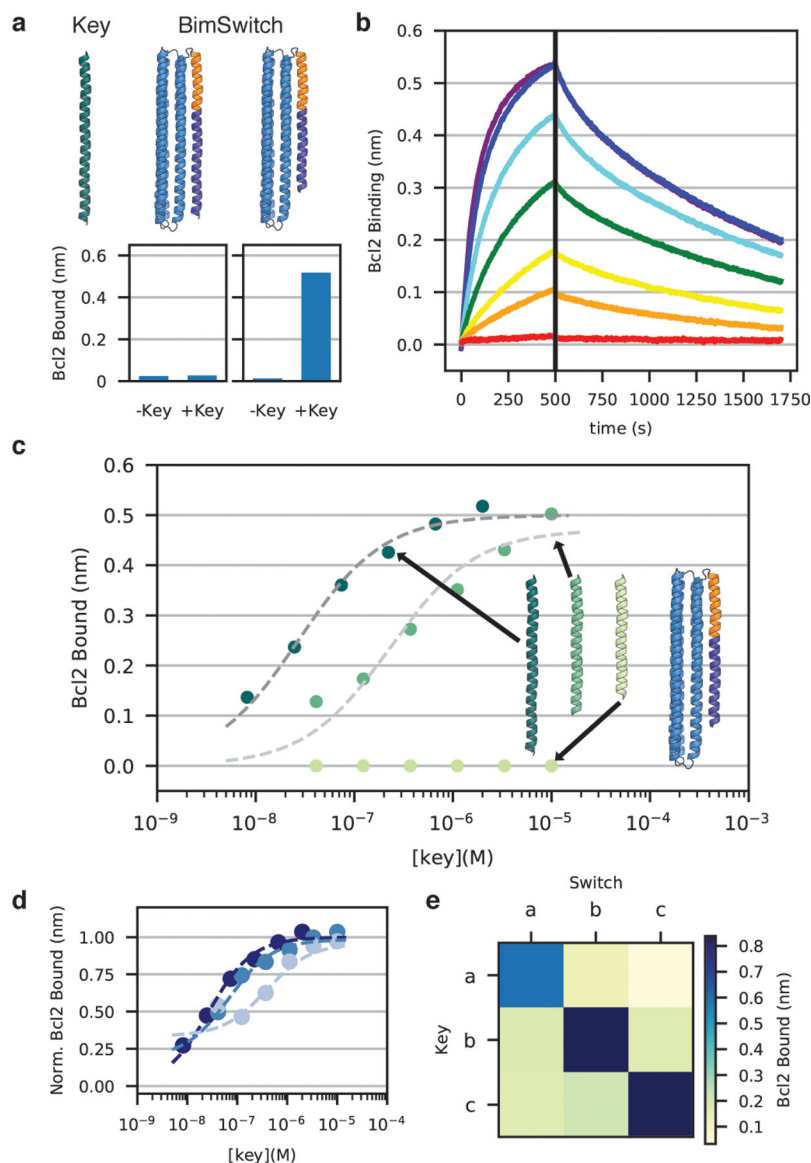 a
Key BimSwitch
Bcl2 Bound (nm)
0.6
0.4
0.2
0
-Key +Key -Key +Key
b
Bcl2 Binding (nm)
0.6
0.5
0.4
0.3
0.2
0.1
0.0
0 250 500 750 1000 1250 1500 1750
time (s)
c
Bcl2 Bound (nm)
0.6
0.5
0.4
0.3
0.2
0.1
0.0
10⁻⁹ 10⁻⁸ 10⁻⁷ 10⁻⁶ 10⁻⁵ 10⁻⁴ 10⁻³
[key](M)
d
Norm. Bcl2 Bound (nm)
1.00
0.75
0.50
0.25
0.00
10⁻⁹ 10⁻⁸ 10⁻⁷ 10⁻⁶ 10⁻⁵ 10⁻⁴
[key](M)
e
Switch
a b c
Key
a
b
c
0.8
0.7
0.6
0.5
0.4
0.3
0.2
0.1
Bcl2 Bound (nm)